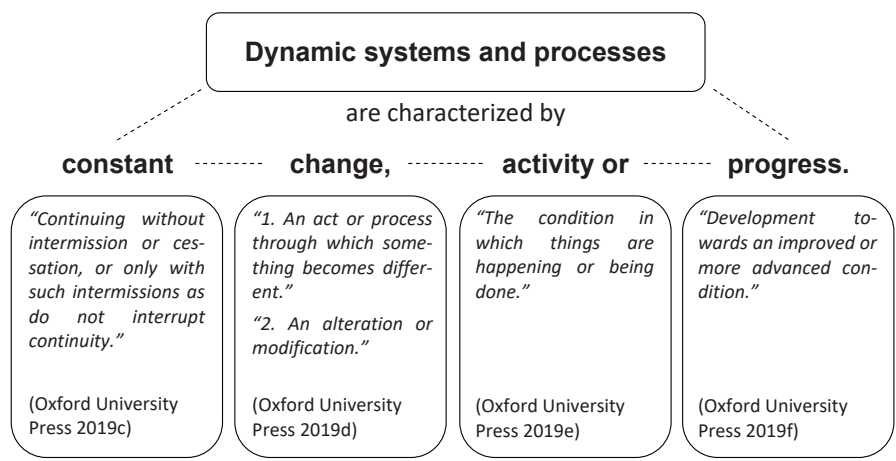 Dynamic systems and processes
are characterized by
constant change, activity or progress.
“Continuing without
intermission or ces-
sation, or only with
such intermissions as
do not interrupt
continuity.”
(Oxford University
Press 2019c)
“1. An act or process
through which some-
thing becomes differ-
ent.”
“2. An alteration or
modification.”
(Oxford University
Press 2019d)
“The condition in
which things are
happening or being
done.”
(Oxford University
Press 2019e)
“Development to-
wards an improved or
more advanced con-
dition.”
(Oxford University
Press 2019f)